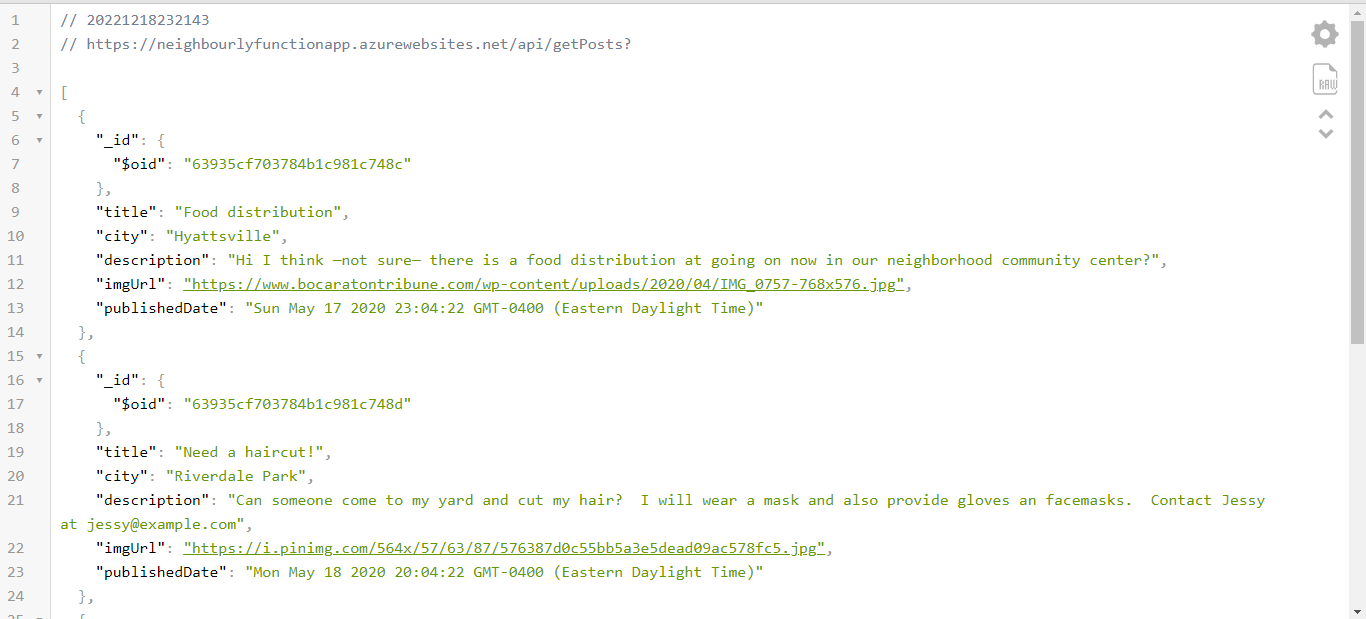 1 // 20221218232143
2 // https://neighbourlyfunctionapp.azurewebsites.net/api/getPosts?
3
4 [
5 {
6 "_id": {
7 "$oid": "63935cf703784b1c981c748c"
8 },
9 "title": "Food distribution",
10 "city": "Hyattsville",
11 "description": "Hi I think —not sure— there is a food distribution at going on now in our neighborhood community center?",
12 "imgUrl": "https://www.bocaratontribune.com/wp-content/uploads/2020/04/IMG_0757-768x576.jpg",
13 "publishedDate": "Sun May 17 2020 23:04:22 GMT-0400 (Eastern Daylight Time)"
14 },
15 {
16 "_id": {
17 "$oid": "63935cf703784b1c981c748d"
18 },
19 "title": "Need a haircut!",
20 "city": "Riverdale Park",
21 "description": "Can someone come to my yard and cut my hair?  I will wear a mask and also provide gloves an facemasks.  Contact Jessy
at jessy@example.com",
22 "imgUrl": "https://i.pinimg.com/564x/57/63/87/576387d0c55bb5a3e5dead09ac578fc5.jpg",
23 "publishedDate": "Mon May 18 2020 20:04:22 GMT-0400 (Eastern Daylight Time)"
24 },
25 {
RAW